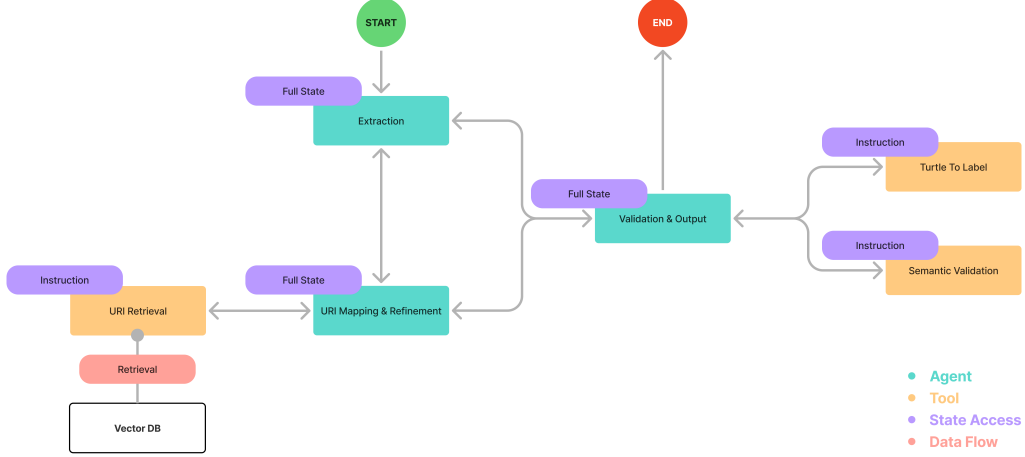 START
END
Full State
Extraction
Instruction
Turtle To Label
Full State
Validation & Output
Instruction
Semantic Validation
Instruction
URI Retrieval
Full State
URI Mapping & Refinement
Retrieval
Vector DB
Agent
Tool
State Access
Data Flow